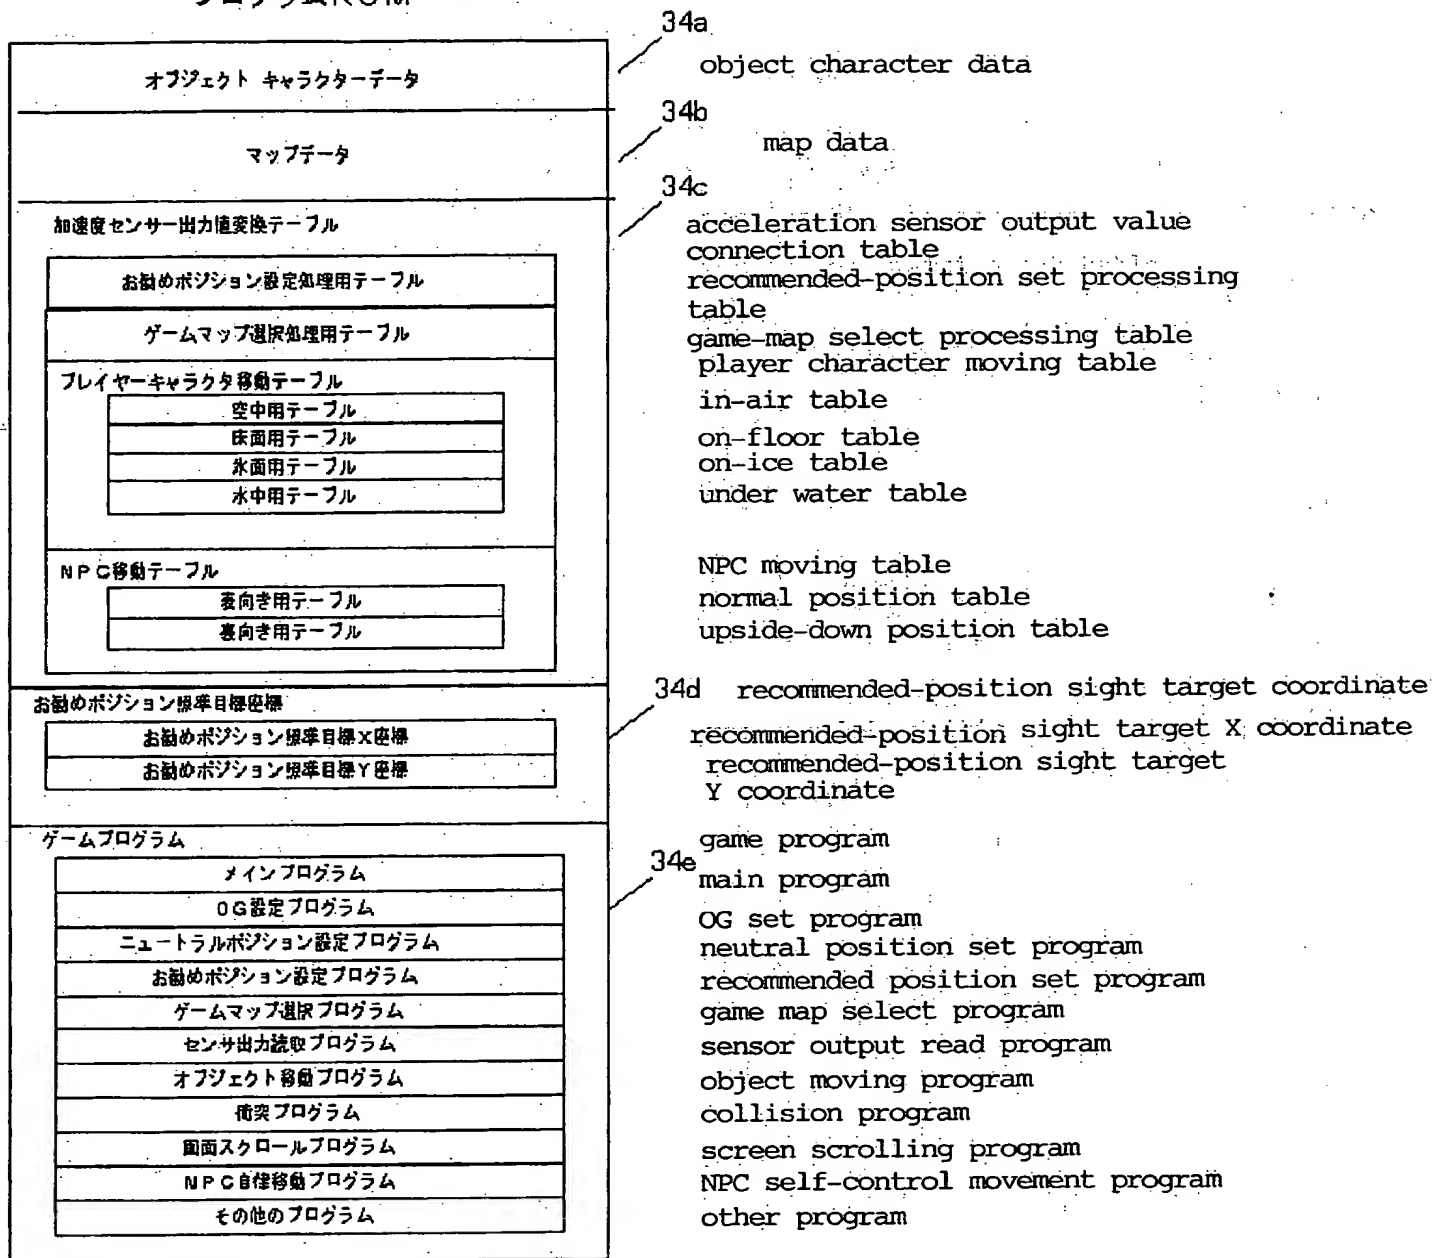 プログラムROM
34a
オブジェクト キャラクターデータ
object character data
34b
マップデータ
map data
34c
加速度センサー出力値変換テーブル
acceleration sensor output value
connection table
お勧めポジション設定処理用テーブル
recommended-position set processing
table
ゲームマップ選択処理用テーブル
game-map select processing table
プレイヤーキャラクタ移動テーブル
player character moving table
空中用テーブル
in-air table
床面用テーブル
on-floor table
氷面用テーブル
on-ice table
水中用テーブル
under water table
NPC移動テーブル
NPC moving table
表向き用テーブル
normal position table
裏向き用テーブル
upside-down position table
お勧めポジション照準目標座標
34d
recommended-position sight target coordinate
お勧めポジション照準目標X座標
recommended-position sight target X coordinate
お勧めポジション照準目標Y座標
recommended-position sight target
Y coordinate
ゲームプログラム
game program
34e
メインプログラム
main program
0G設定プログラム
OG set program
ニュートラルポジション設定プログラム
neutral position set program
お勧めポジション設定プログラム
recommended position set program
ゲームマップ選択プログラム
game map select program
センサ出力読取プログラム
sensor output read program
オブジェクト移動プログラム
object moving program
衝突プログラム
collision program
画面スクロールプログラム
screen scrolling program
NPC自律移動プログラム
NPC self-control movement program
その他のプログラム
other program